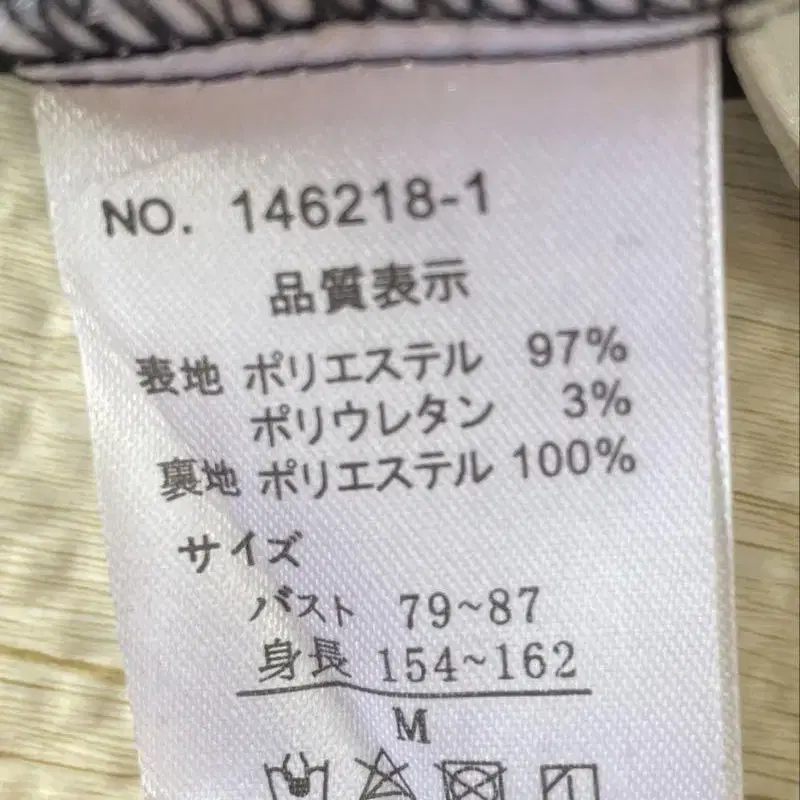 NO. 146218-1
品質表示
表地 ポリエステル 97%
ポリウレタン 3%
裏地 ポリエステル 100%
サイズ
バスト 79~87
身長 154~162
M